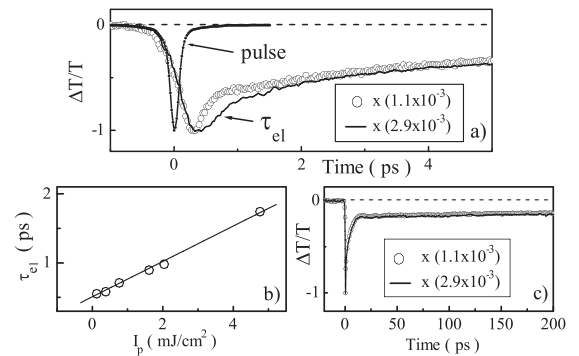 0
-1
ΔT/T
pulse
τel
x (1.1x10-3)
x (2.9x10-3)
a)
0
2
4
Time ( ps)
2
1
τel ( ps)
b)
0
2
4
Ip ( mJ/cm2)
0
-1
ΔT/T
x (1.1x10-3)
x (2.9x10-3)
c)
0
50
100
150
200
Time ( ps)